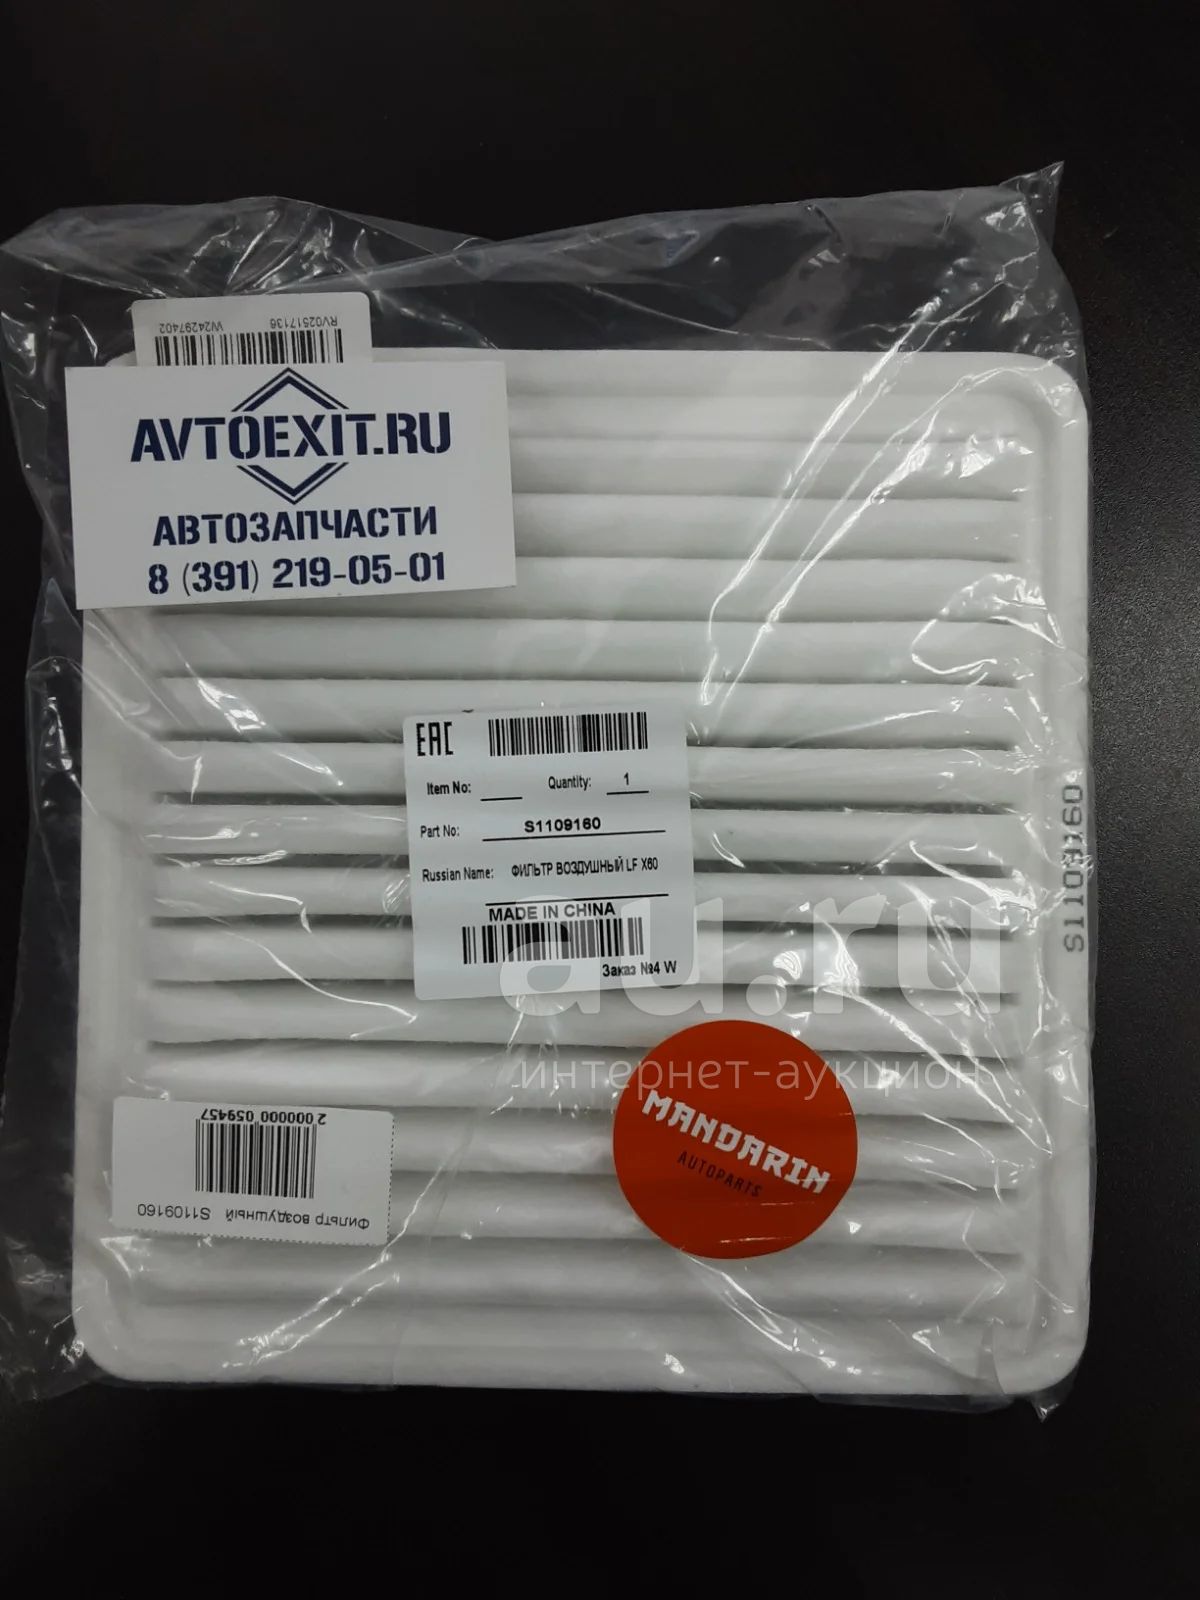 W24297402 RV02517136
AVTOEXIT.RU
АВТОЗАПЧАСТИ
8 (391) 219-05-01
EAC
Item No: Quantity: 1
Part No: S1109160
Russian Name: ФИЛЬТР ВОЗДУШНЫЙ LF X60
MADE IN CHINA
Заказ №4 W
S1109160
au.ru
интернет-аукцион
MANDARIN
AUTOPARTS
Фильтр воздушный S1109160
2 000000 059457